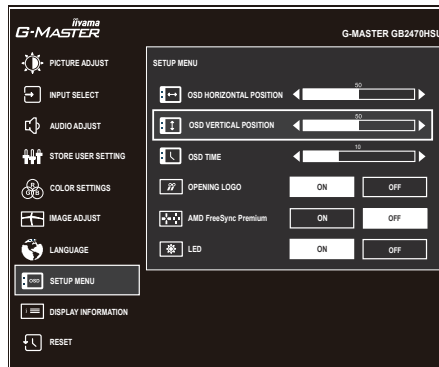 iiyama
G-MASTER
G-MASTER GB2470HSU
PICTURE ADJUST
INPUT SELECT
AUDIO ADJUST
STORE USER SETTING
COLOR SETTINGS
R
G
B
IMAGE ADJUST
LANGUAGE
OSD
SETUP MENU
i
DISPLAY INFORMATION
RESET
SETUP MENU
OSD HORIZONTAL POSITION
50
OSD VERTICAL POSITION
50
OSD TIME
10
OPENING LOGO
ON
OFF
AMD FreeSync Premium
ON
OFF
LED
ON
OFF